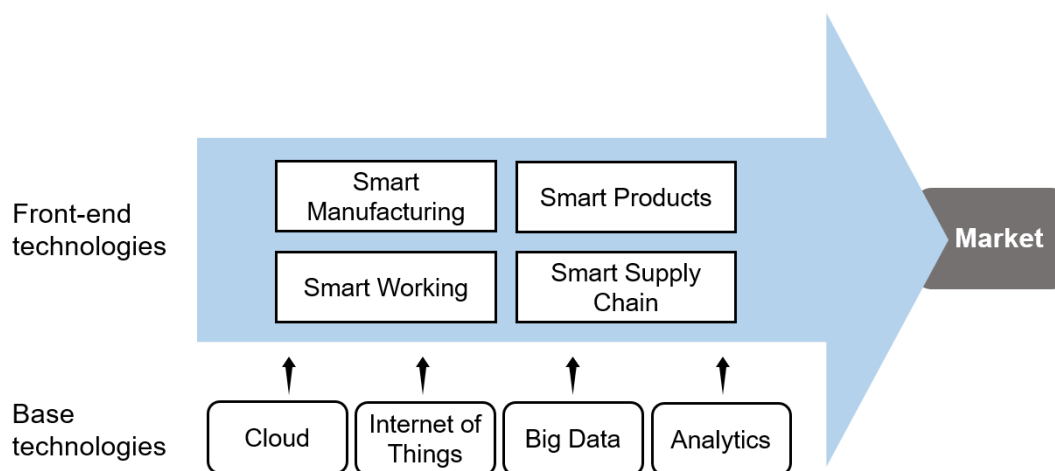 Front-end
technologies
Smart
Manufacturing
Smart Products
Smart Working
Smart Supply
Chain
Market
Base
technologies
Cloud
Internet of
Things
Big Data
Analytics